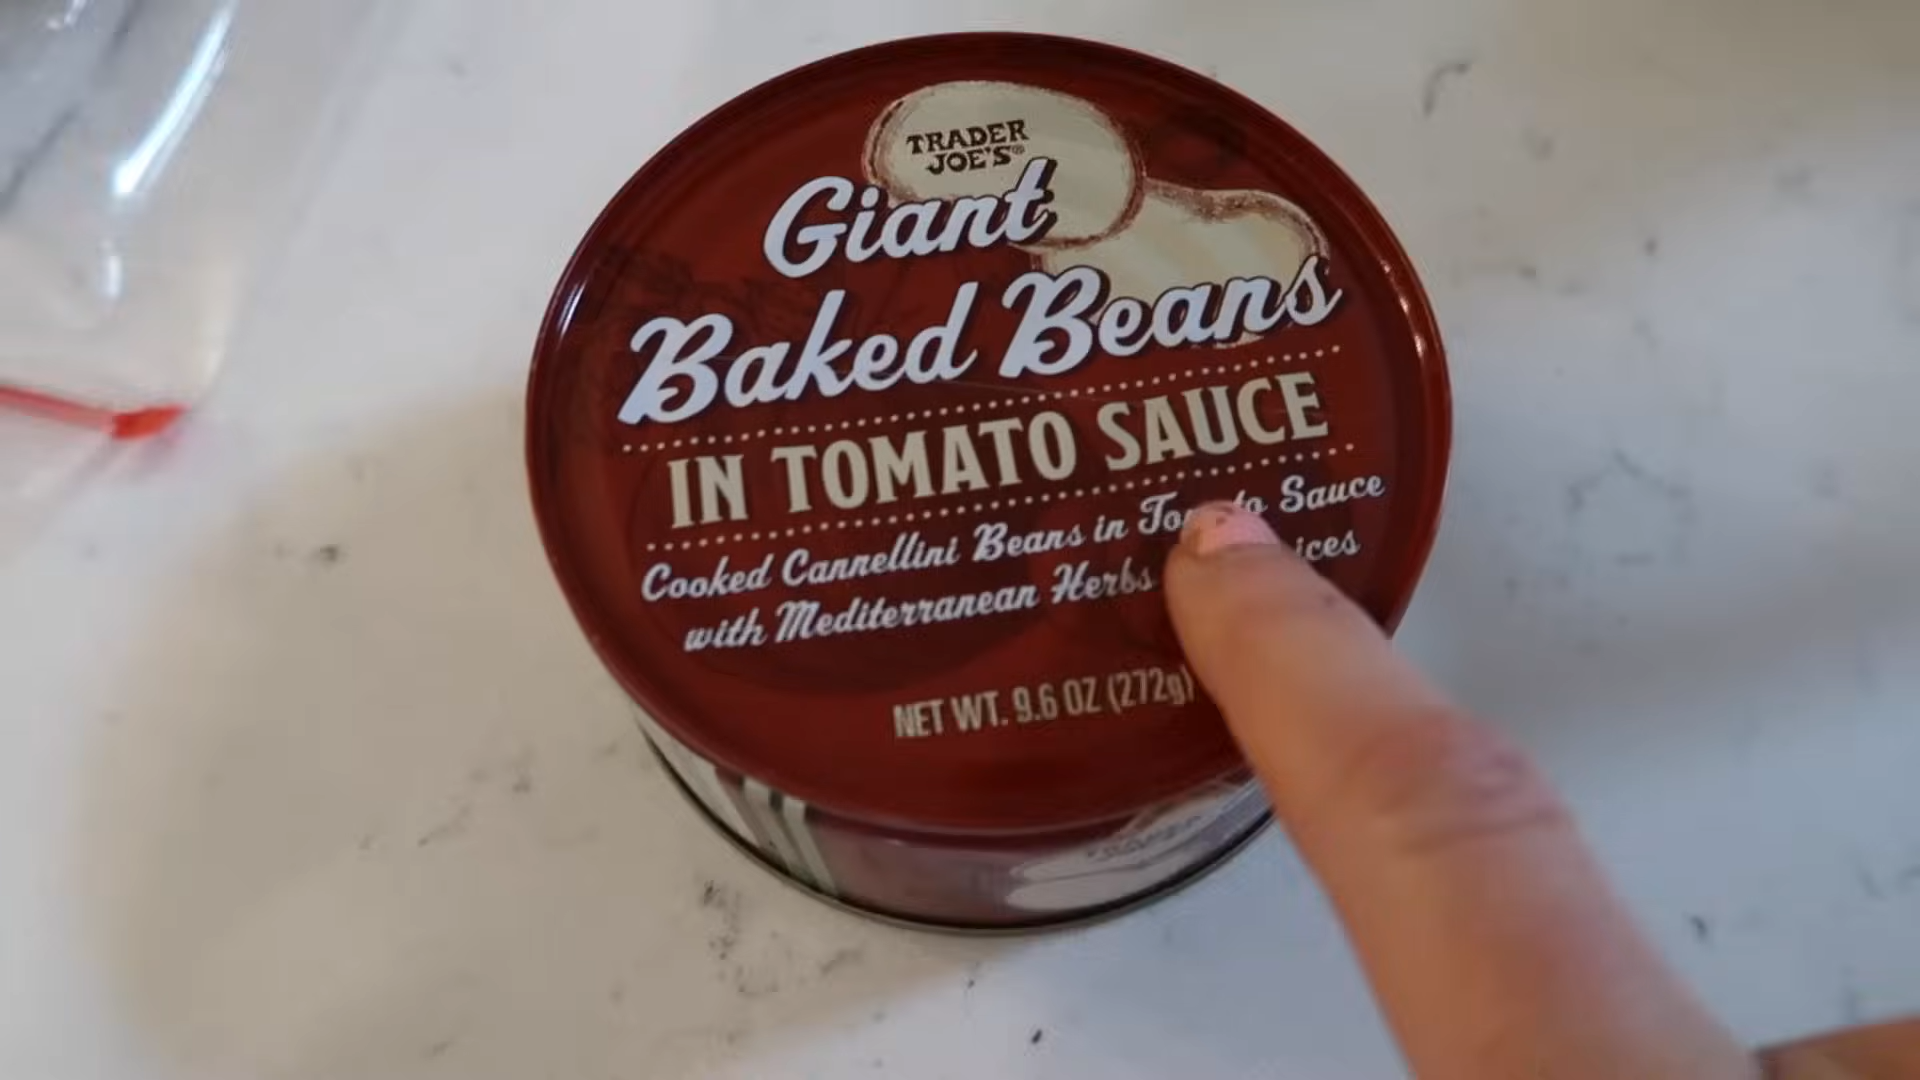 TRADER
JOE'S®
Giant
Baked Beans
IN TOMATO SAUCE
Cooked Cannellini Beans in Sauce
with Mediterranean Herbs
NET WT. 9.6 OZ (272g)